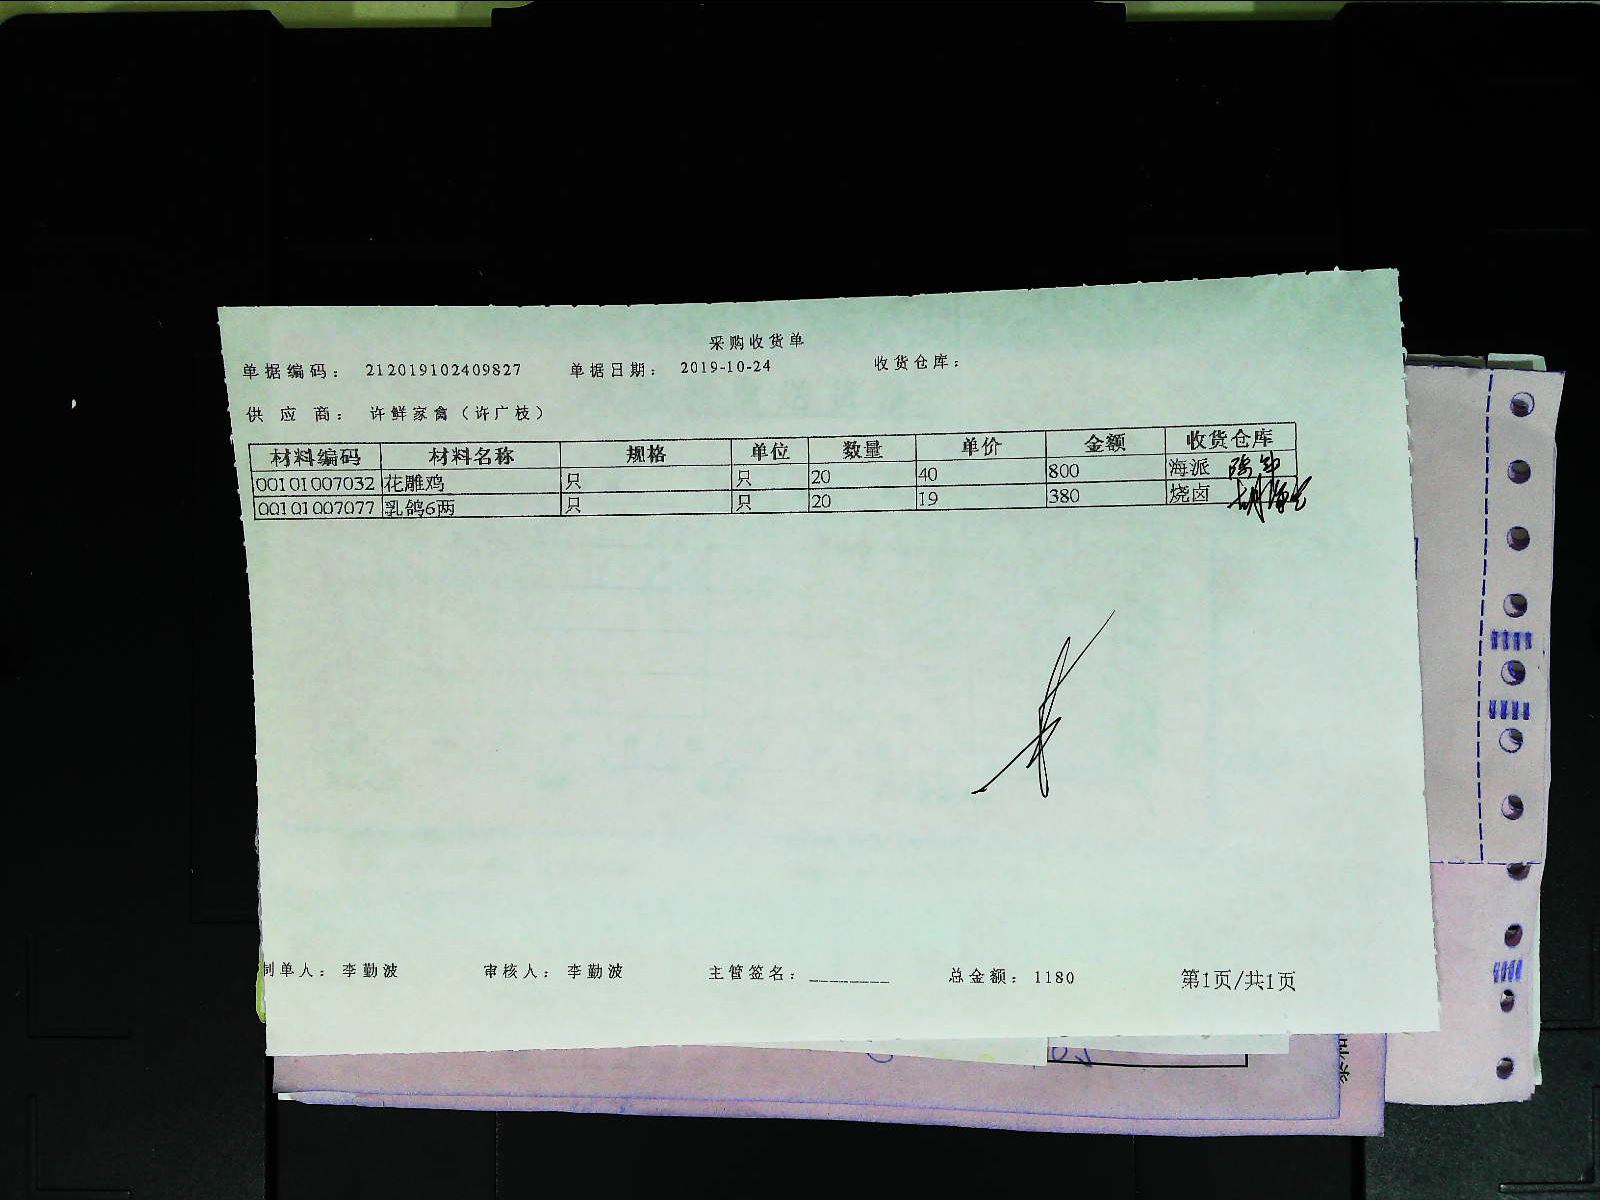 采购收货单
单据编码： 212019102409827 单据日期： 2019-10-24 收货仓库：
供 应 商： 许鲜家禽（许广枝）
材料编码 材料名称 规格 单位 数量 单价 金额 收货仓库
00101007032 花雕鸡 只 只 20 40 800 海派
00101007077 乳鸽6两 只 只 20 19 380 烧卤
制单人： 李勤波 审核人： 李勤波 主管签名：________ 总金额： 1180 第1页/共1页